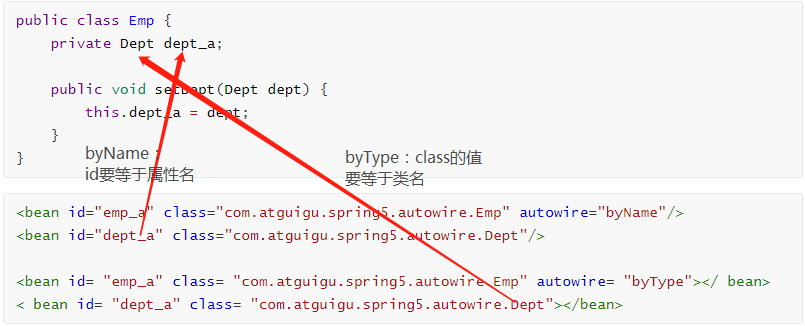 public class Emp {
private Dept dept_a;
public void setDept(Dept dept) {
this.dept_a = dept;
}
}
byName：
id要等于属性名
byType：class的值
要等于类名
<bean id="emp_a" class="com.atguigu.spring5.autowire.Emp" autowire="byName"/>
<bean id="dept_a" class="com.atguigu.spring5.autowire.Dept"/>
<bean id= "emp_a" class= "com.atguigu.spring5.autowire.Emp" autowire= "byType"></ bean>
< bean id= "dept_a" class= "com.atguigu.spring5.autowire.Dept"></bean>